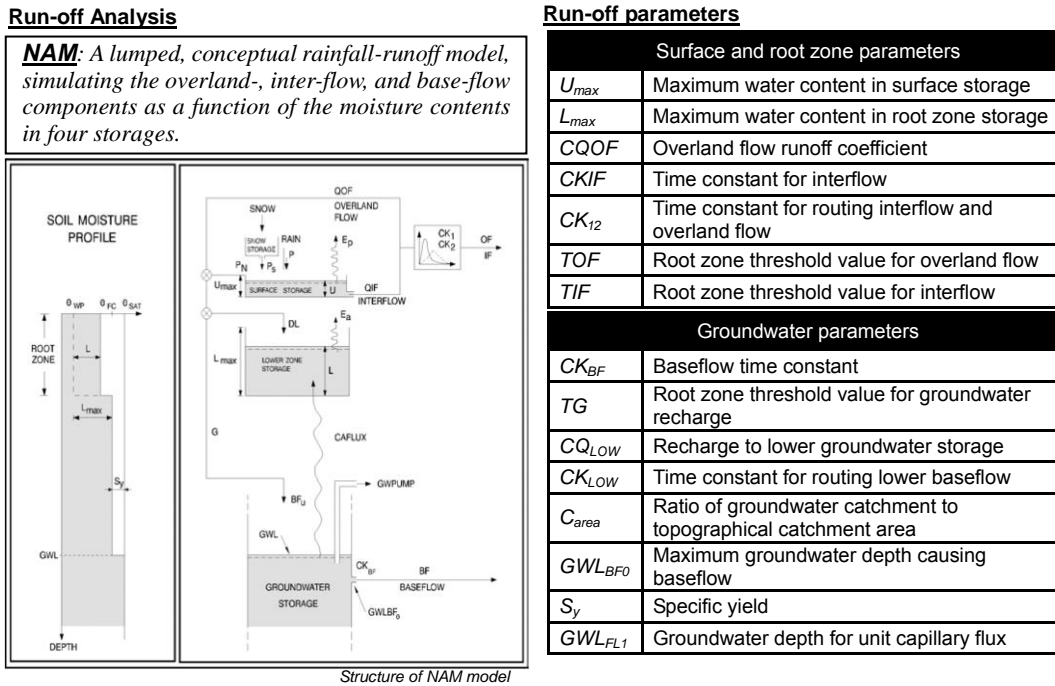 Run-off Analysis
NAM: A lumped, conceptual rainfall-runoff model,
simulating the overland-, inter-flow, and base-flow
components as a function of the moisture contents
in four storages.
SOIL MOISTURE
PROFILE
θWP θFC θSAT
ROOT
ZONE
L
Lmax
Sy
GWL
DEPTH
QOF
OVERLAND
FLOW
SNOW
SNOW
STORAGE
RAIN
P
EP
CK1
CK2
OF
IF
PN
PS
Umax
SURFACE STORAGE
U
QIF
INTERFLOW
DL
Ea
Lmax
LOWER ZONE
STORAGE
L
G
CAFLUX
GWPUMP
BFU
GWL
CKBF
BF
BASEFLOW
GROUNDWATER
STORAGE
GWLBF0
Structure of NAM model
Run-off parameters
Surface and root zone parameters
Umax Maximum water content in surface storage
Lmax Maximum water content in root zone storage
CQOF Overland flow runoff coefficient
CKIF Time constant for interflow
CK12 Time constant for routing interflow and
overland flow
TOF Root zone threshold value for overland flow
TIF Root zone threshold value for interflow
Groundwater parameters
CKBF Baseflow time constant
TG Root zone threshold value for groundwater
recharge
CQLOW Recharge to lower groundwater storage
CKLOW Time constant for routing lower baseflow
Carea Ratio of groundwater catchment to
topographical catchment area
GWLBF0 Maximum groundwater depth causing
baseflow
Sy Specific yield
GWLFL1 Groundwater depth for unit capillary flux